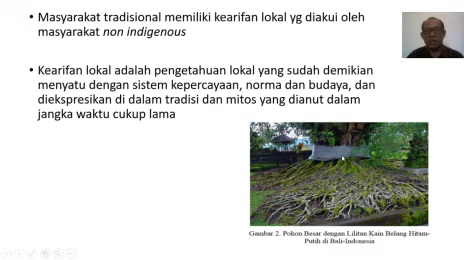 • Masyarakat tradisional memiliki kearifan lokal yg diakui oleh
masyarakat non indigenous
• Kearifan lokal adalah pengetahuan lokal yang sudah demikian
menyatu dengan sistem kepercayaan, norma dan budaya, dan
diekspresikan di dalam tradisi dan mitos yang dianut dalam
jangka waktu cukup lama
Gambar 2. Pohon Besar dengan Lilitan Kain Belang Hitam-
Putih di Bali-Indonesia